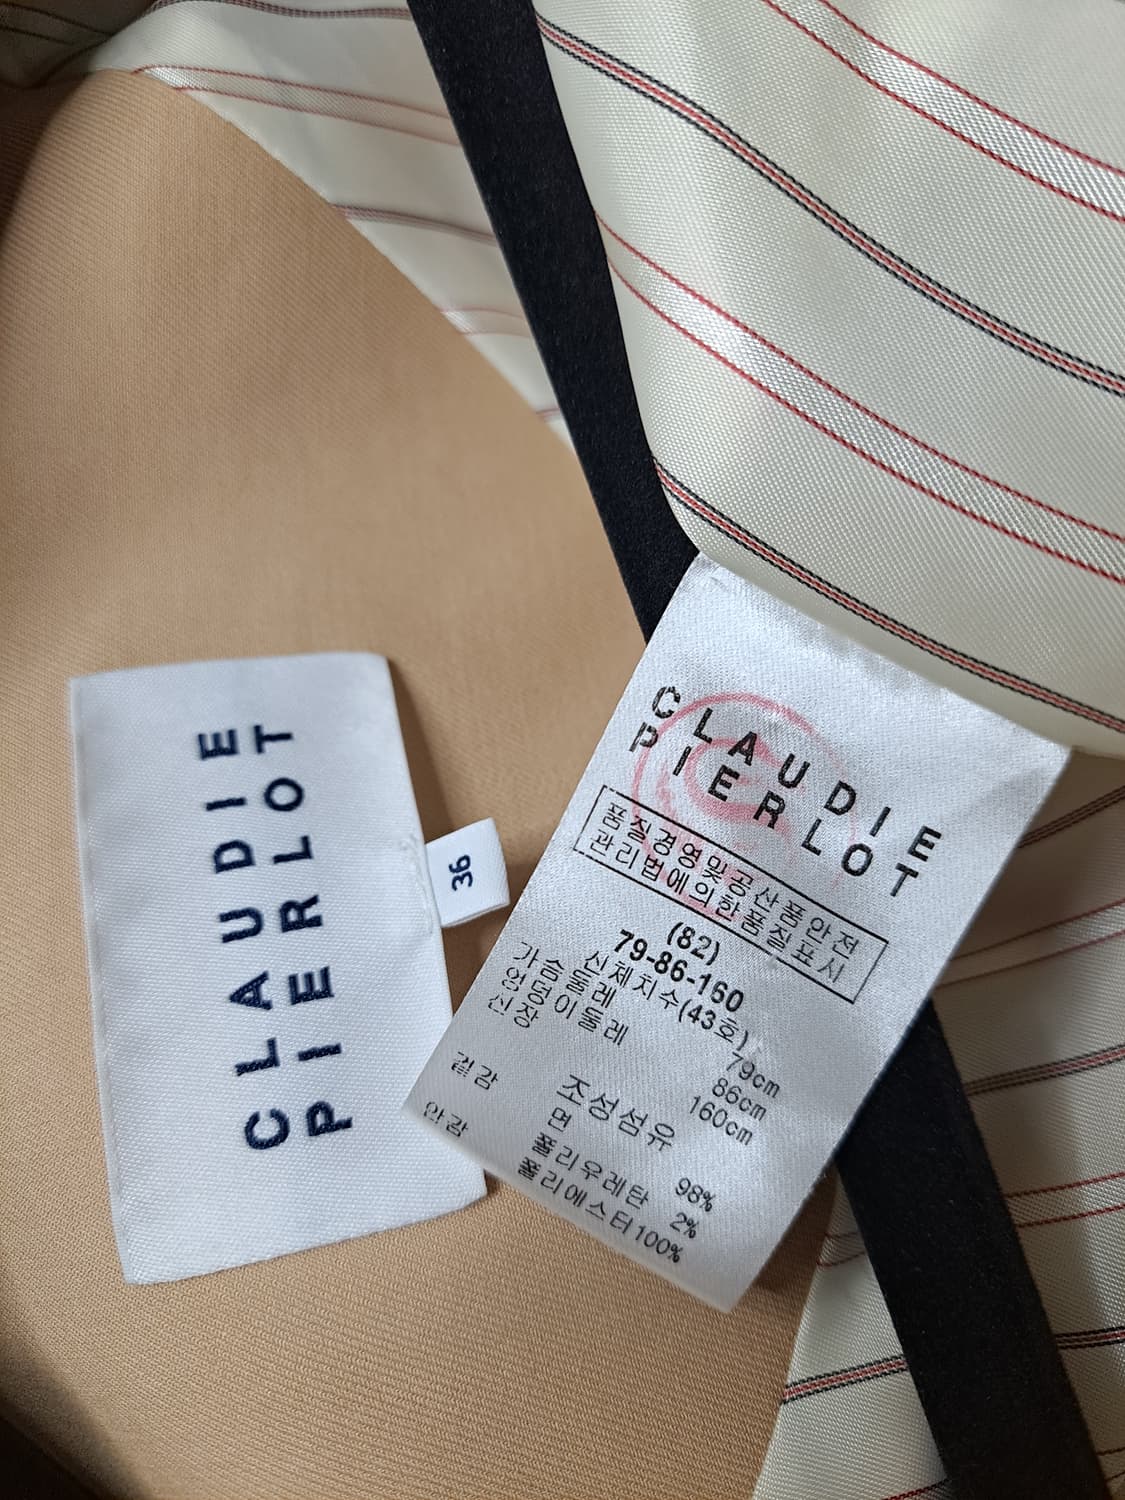 CLAUDIE
PIERLOT
36
CLAUDIE
PIERLOT
품질경영및공산품안전
관리법에의한품질표시
(82)
79-86-160
신체치수(43호)
가슴둘레 79cm
엉덩이둘레 86cm
신장 160cm
조성섬유
겉감 면 98%
폴리우레탄 2%
안감 폴리에스터100%